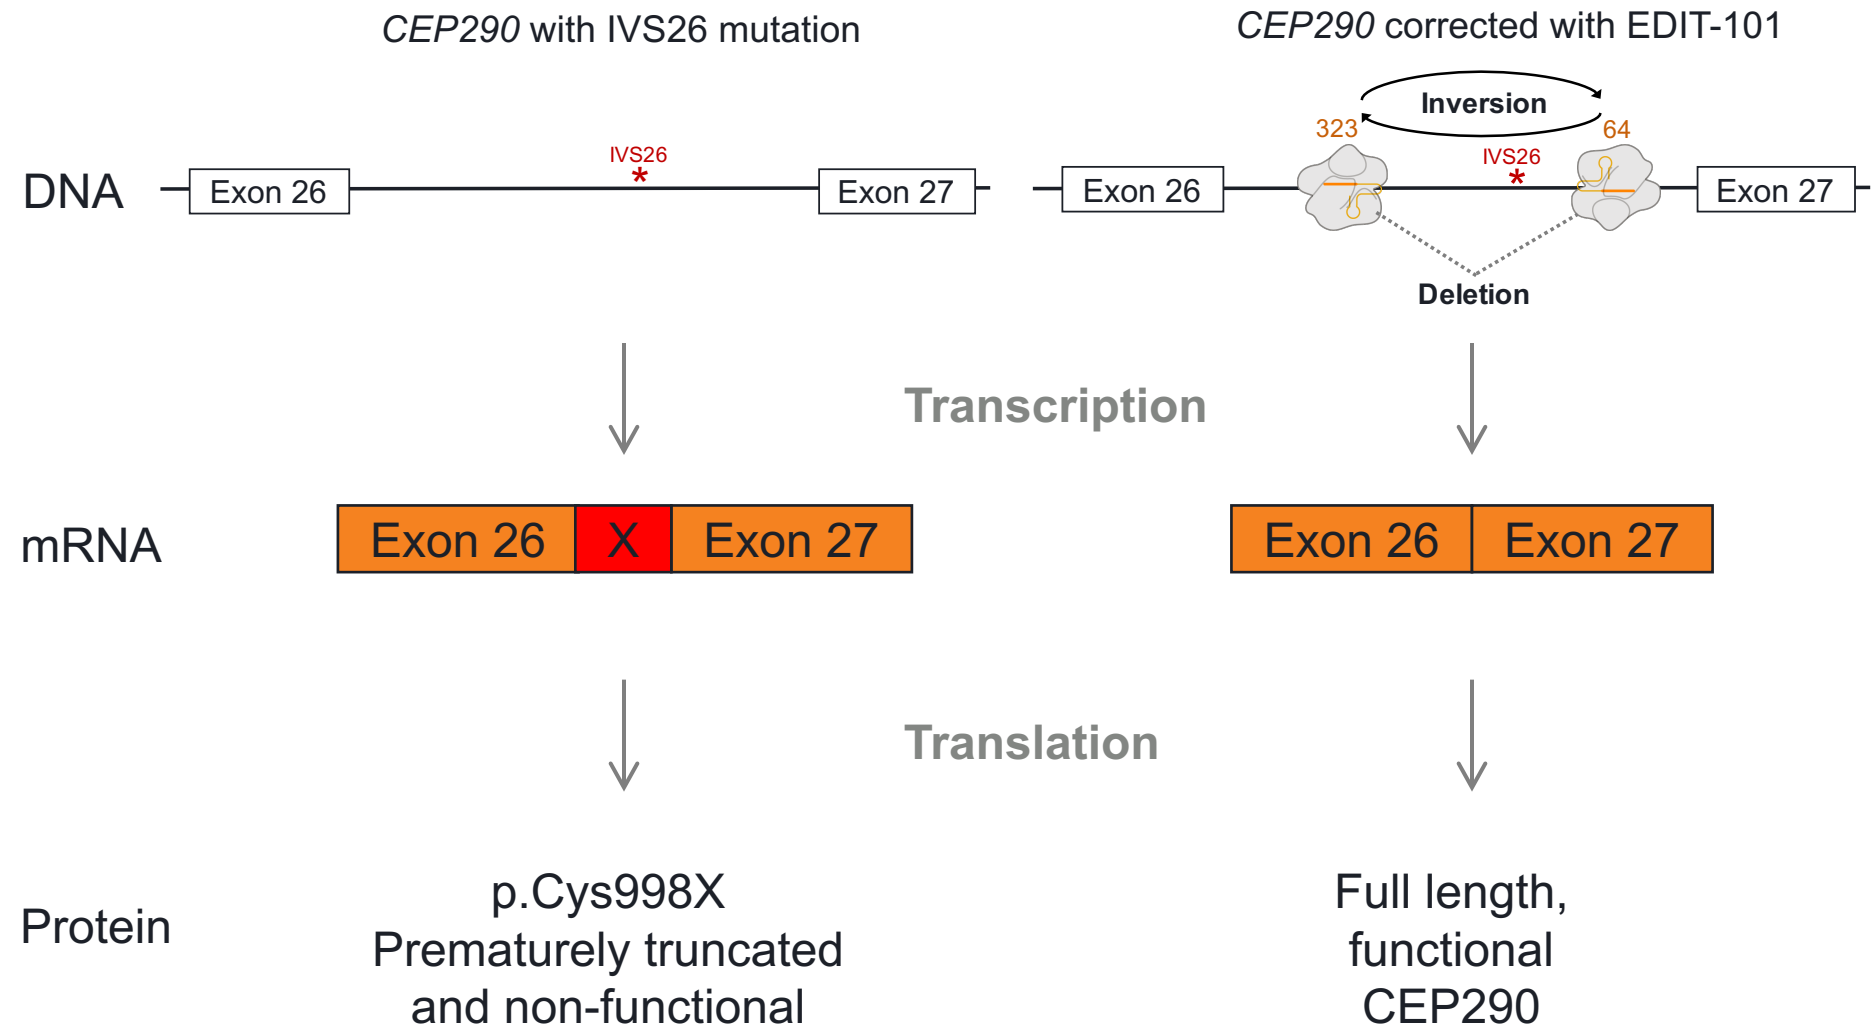 CEP290 with IVS26 mutation
CEP290 corrected with EDIT-101
Inversion
323
64
IVS26
*
IVS26
*
DNA
Exon 26
Exon 27
Exon 26
Exon 27
Deletion
Transcription
mRNA
Exon 26
X
Exon 27
Exon 26
Exon 27
Translation
Protein
p.Cys998X
Prematurely truncated
and non-functional
Full length,
functional
CEP290